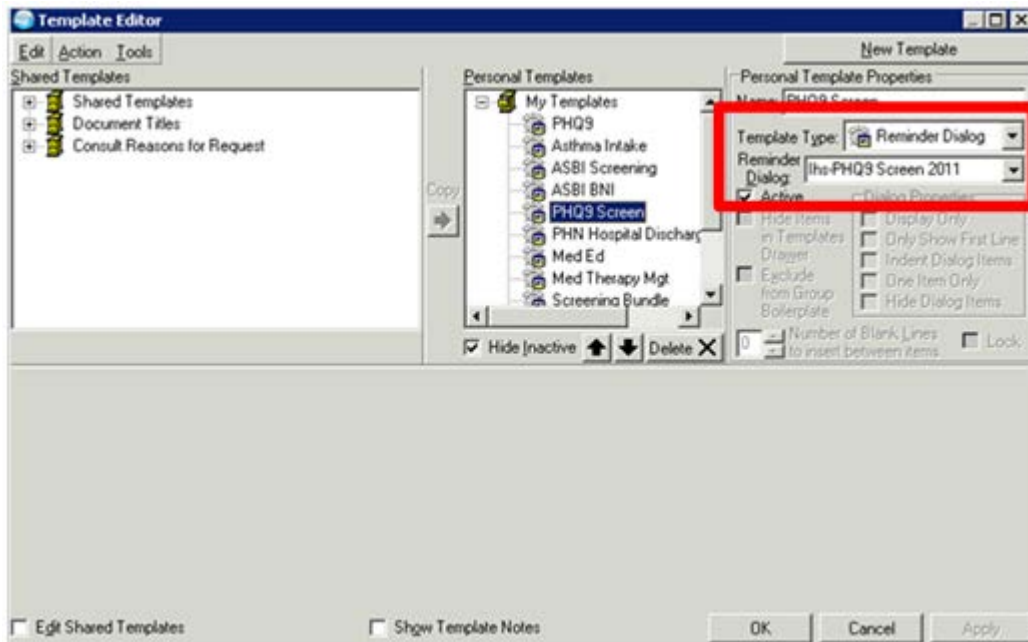 Template Editor
Edit Action Tools
New Template
Shared Templates
Shared Templates
Document Titles
Consult Reasons for Request
Copy
Personal Templates
My Templates
PHQ9
Asthma Intake
ASBI Screening
ASBI BNI
PHQ9 Screen
PHN Hospital Discharg
Med Ed
Med Therapy Mgt
Screening Bundle
Hide Inactive
Delete
Personal Template Properties
Name: PHQ9 Screen
Template Type: Reminder Dialog
Reminder Dialog: Ihs-PHQ9 Screen 2011
Active
Hide Items
in Templates
Drawer
Exclude
from Group
Boilerplate
Dialog Properties
Display Only
Only Show First Line
Indent Dialog Items
One Item Only
Hide Dialog Items
0 Number of Blank Lines
to insert between items
Lock
Edit Shared Templates
Show Template Notes
OK Cancel Apply